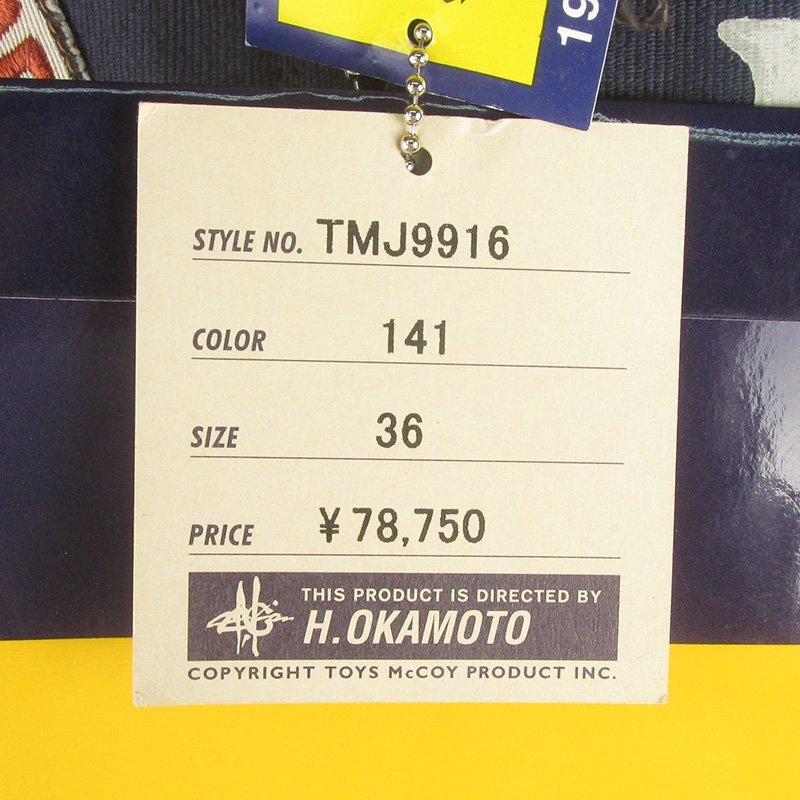 19
STYLE NO. TMJ9916
COLOR 141
SIZE 36
PRICE ¥78,750
THIS PRODUCT IS DIRECTED BY
H.OKAMOTO
COPYRIGHT TOYS McCOY PRODUCT INC.